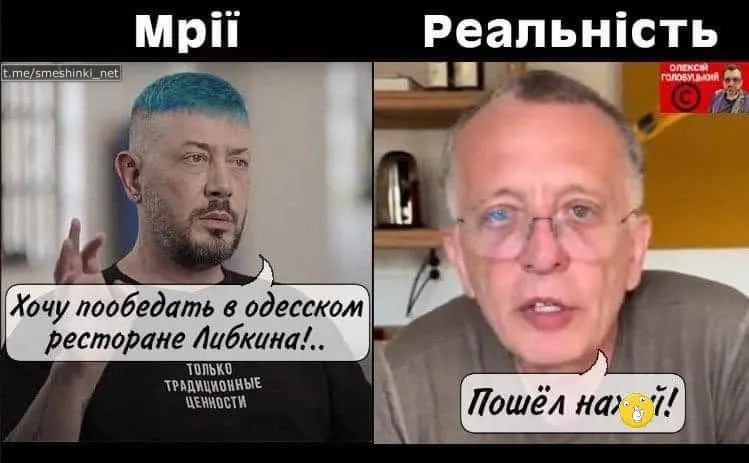 Мрії
Реальність
t.me/smeshinki_net
ОЛЕКСІЙ
ГОЛОБУЦЬКИЙ
©
Хочу пообедать в одесском
ресторане Либкина!..
ТОЛЬКО
ТРАДИЦИОННЫЕ
ЦЕННОСТИ
Пошёл на й!